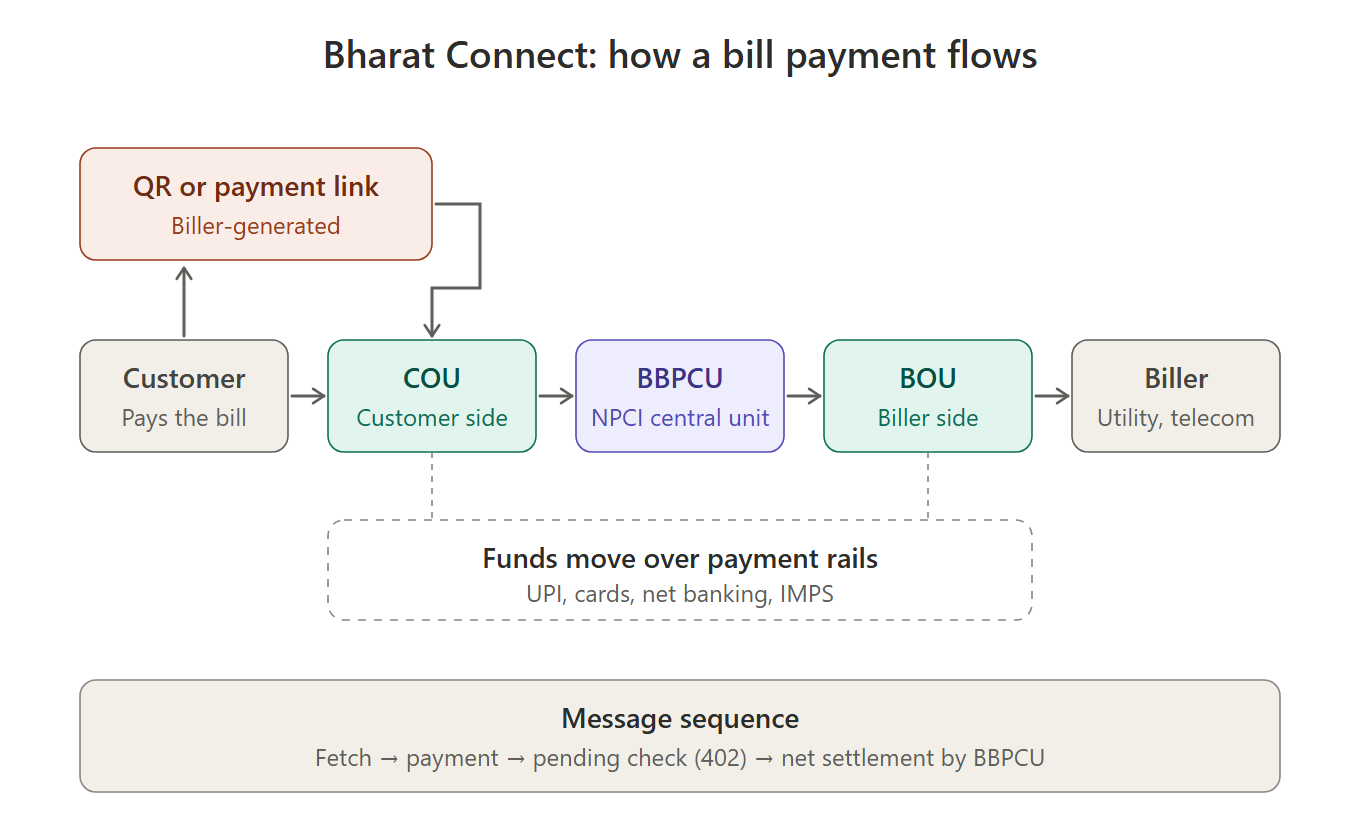 Bharat Connect: how a bill payment flows
QR or payment link
Biller-generated
Customer
Pays the bill
COU
Customer side
BBPCU
NPCI central unit
BOU
Biller side
Biller
Utility, telecom
Funds move over payment rails
UPI, cards, net banking, IMPS
Message sequence
Fetch → payment → pending check (402) → net settlement by BBPCU